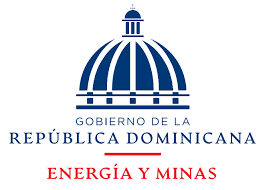 GOBIERNO DE LA
REPÚBLICA DOMINICANA
ENERGÍA Y MINAS